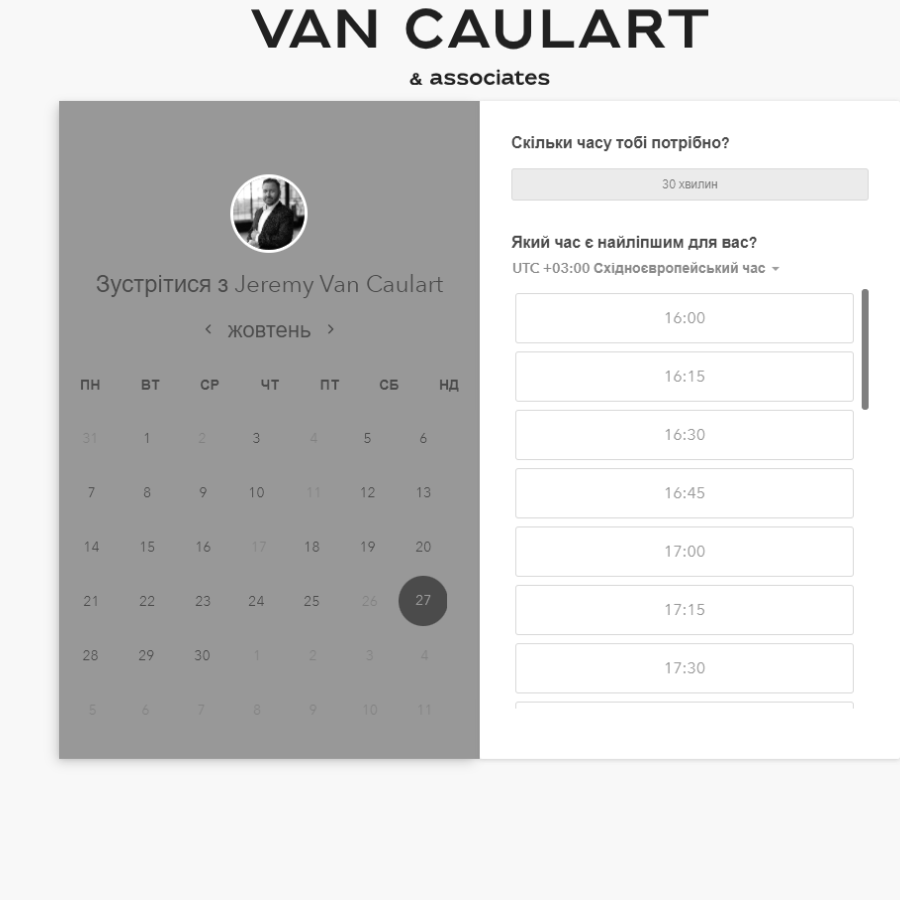 VAN CAULART
& associates
Зустрітися з Jeremy Van Caulart
жовтень
ПН ВТ СР ЧТ ПТ СБ НД
31 1 2 3 4 5 6
7 8 9 10 11 12 13
14 15 16 17 18 19 20
21 22 23 24 25 26 27
28 29 30 1 2 3 4
5 6 7 8 9 10 11
Скільки часу тобі потрібно?
30 хвилин
Який час є найліпшим для вас?
UTC +03:00 Східноєвропейський час
16:00
16:15
16:30
16:45
17:00
17:15
17:30